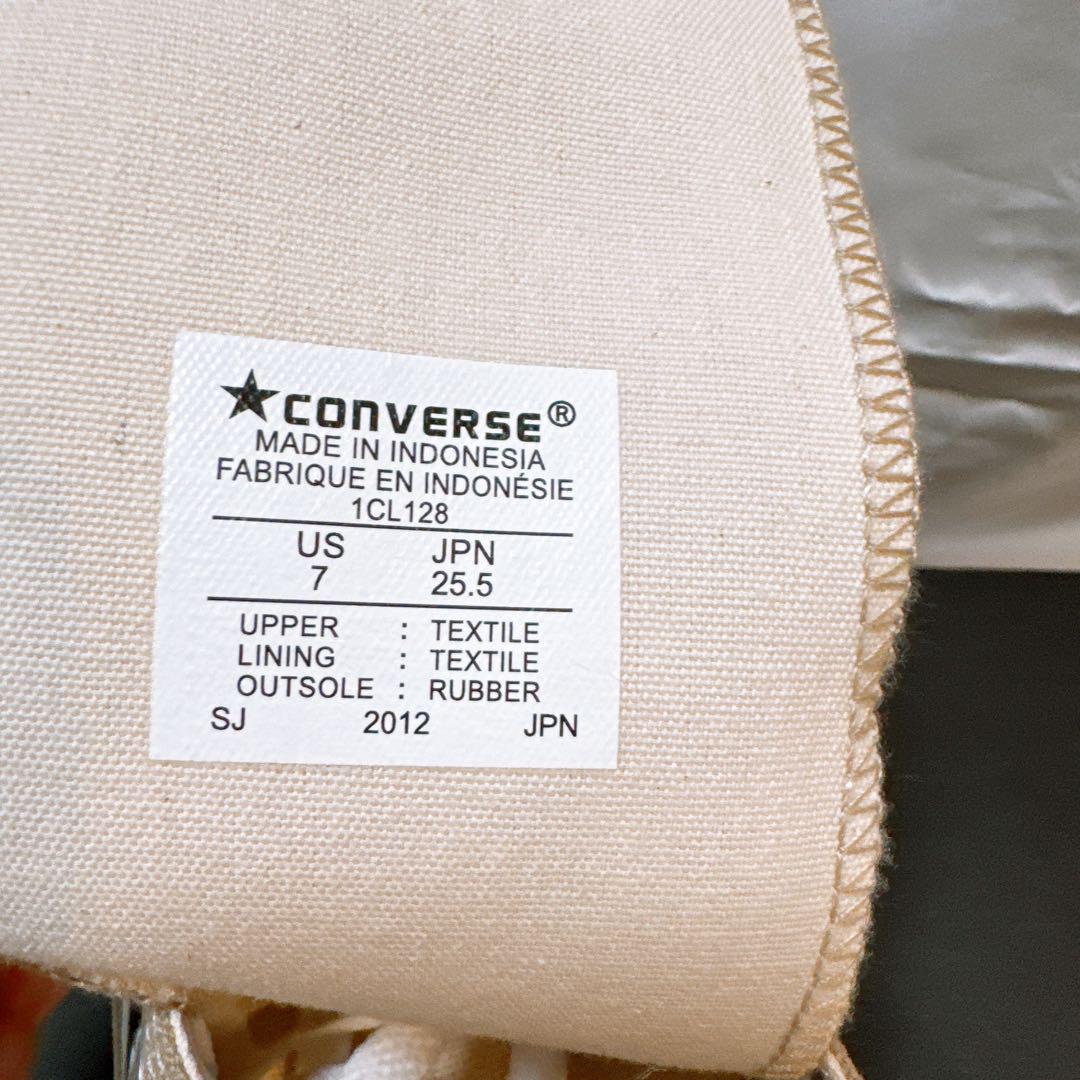 ★CONVERSE®
MADE IN INDONESIA
FABRIQUE EN INDONÉSIE
1CL128
US JPN
7 25.5
UPPER : TEXTILE
LINING : TEXTILE
OUTSOLE : RUBBER
SJ 2012 JPN